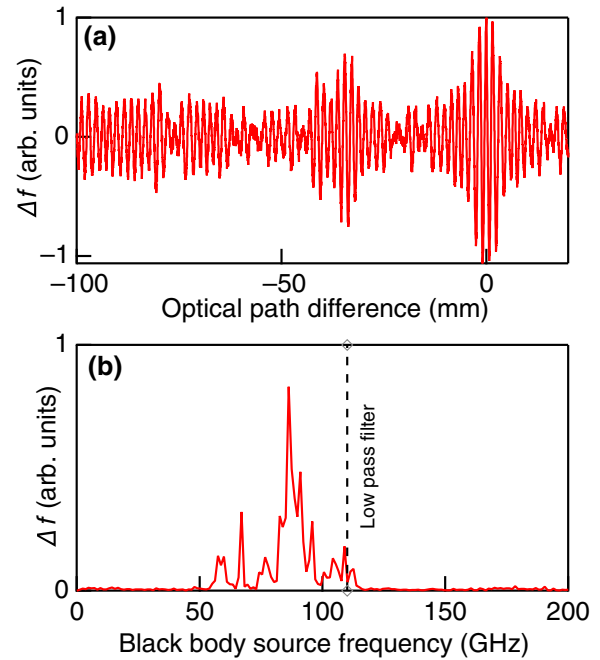 1
(a)
Δf (arb. units)
0
−1
−100
−50
0
Optical path difference (mm)
1
(b)
Δf (arb. units)
Low pass filter
0
0
50
100
150
200
Black body source frequency (GHz)